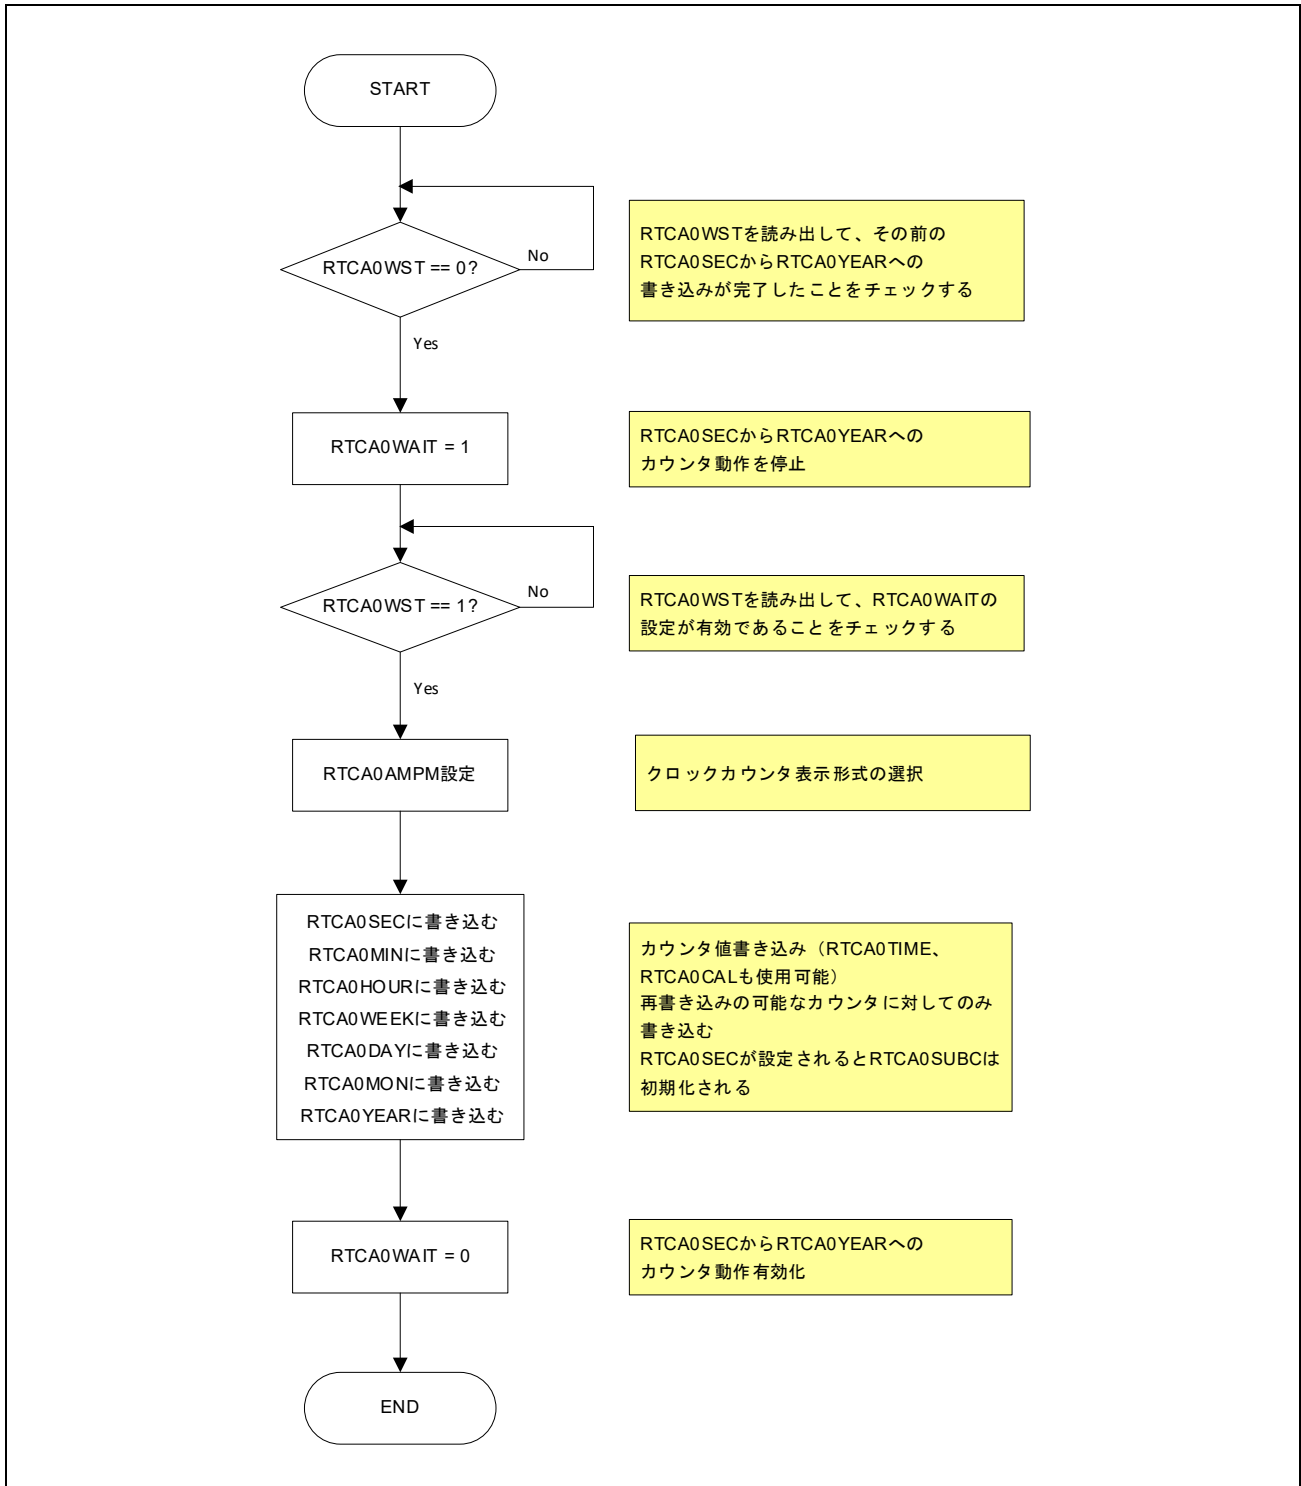 START
RTCA0WST == 0?
No
Yes
RTCA0WSTを読み出して、その前の
RTCA0SECからRTCA0YEARへの
書き込みが完了したことをチェックする
RTCA0WAIT = 1
RTCA0SECからRTCA0YEARへの
カウンタ動作を停止
RTCA0WST == 1?
No
Yes
RTCA0WSTを読み出して、RTCA0WAITの
設定が有効であることをチェックする
RTCA0AMPM設定
クロックカウンタ表示形式の選択
RTCA0SECに書き込む
RTCA0MINに書き込む
RTCA0HOURに書き込む
RTCA0WEEKに書き込む
RTCA0DAYに書き込む
RTCA0MONに書き込む
RTCA0YEARに書き込む
カウンタ値書き込み（RTCA0TIME、
RTCA0CALも使用可能）
再書き込みの可能なカウンタに対してのみ
書き込む
RTCA0SECが設定されるとRTCA0SUBCは
初期化される
RTCA0WAIT = 0
RTCA0SECからRTCA0YEARへの
カウンタ動作有効化
END